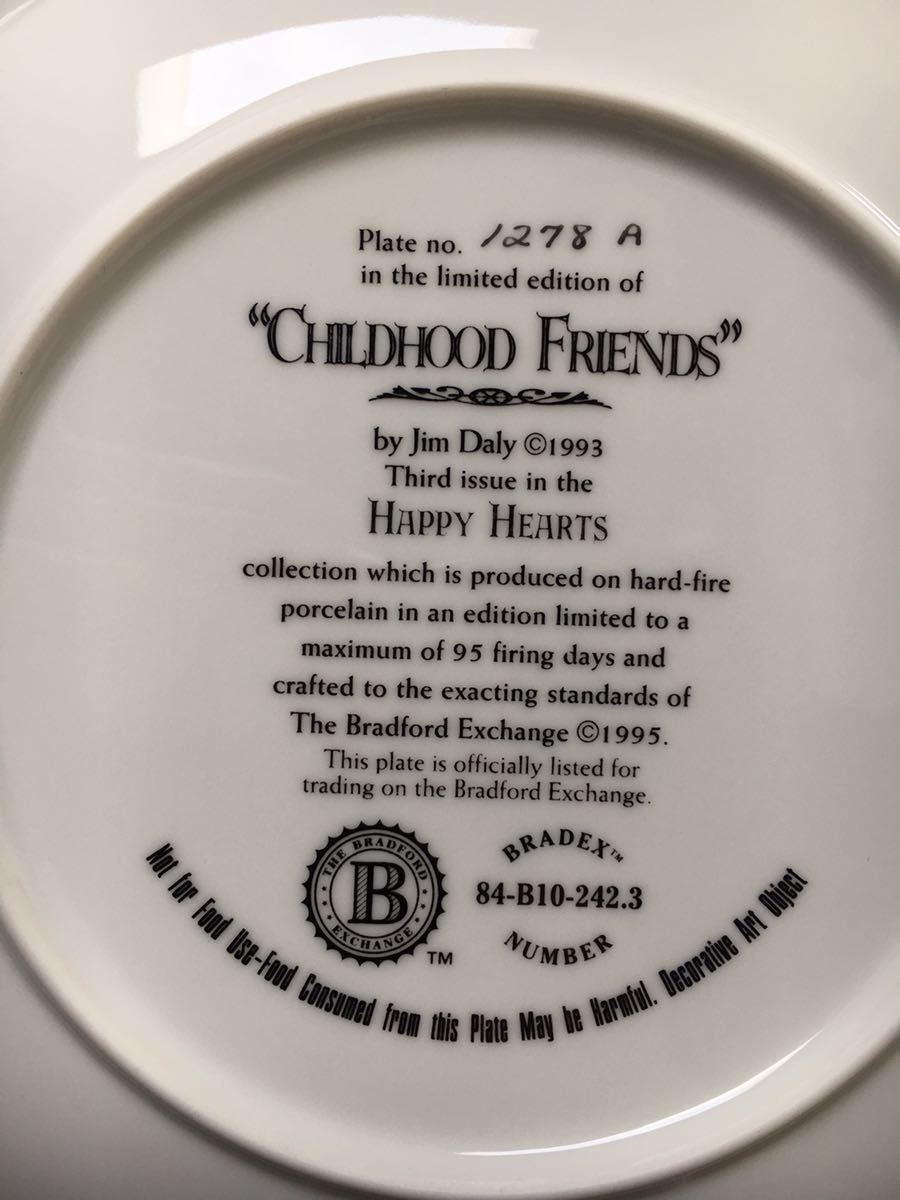 Plate no. 1278 A
in the limited edition of
“CHILDHOOD FRIENDS”
by Jim Daly ©1993
Third issue in the
HAPPY HEARTS
collection which is produced on hard-fire
porcelain in an edition limited to a
maximum of 95 firing days and
crafted to the exacting standards of
The Bradford Exchange ©1995.
This plate is officially listed for
trading on the Bradford Exchange.
THE BRADFORD
B
EXCHANGE
TM
BRADEX™
84-B10-242.3
NUMBER
Not for Food Use-Food Consumed from this Plate May be Harmful. Decorative Art Object